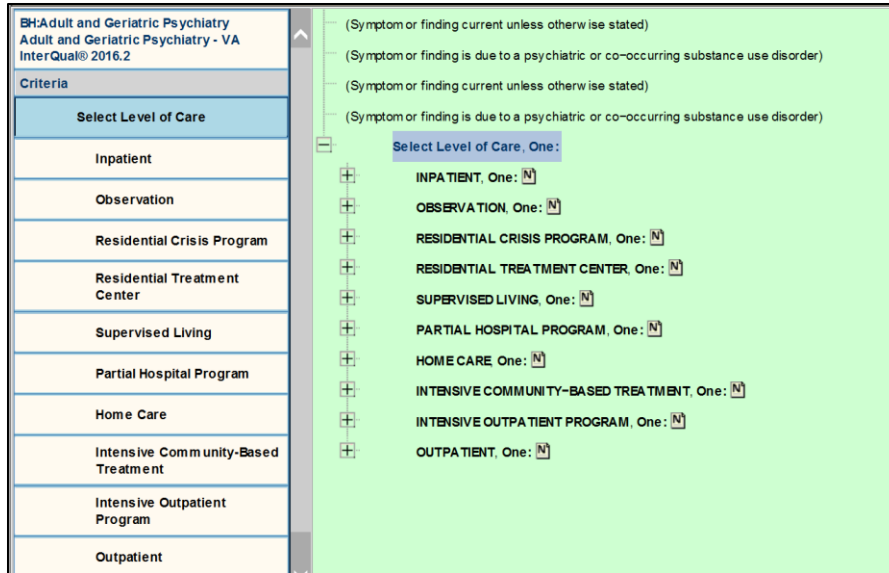 BH:Adult and Geriatric Psychiatry
Adult and Geriatric Psychiatry - VA
InterQual® 2016.2
Criteria
Select Level of Care
Inpatient
Observation
Residential Crisis Program
Residential Treatment
Center
Supervised Living
Partial Hospital Program
Home Care
Intensive Community-Based
Treatment
Intensive Outpatient
Program
Outpatient
(Symptom or finding current unless otherwise stated)
(Symptom or finding is due to a psychiatric or co-occurring substance use disorder)
(Symptom or finding current unless otherwise stated)
(Symptom or finding is due to a psychiatric or co-occurring substance use disorder)
Select Level of Care, One:
INPATIENT, One: N
OBSERVATION, One: N
RESIDENTIAL CRISIS PROGRAM, One: N
RESIDENTIAL TREATMENT CENTER, One: N
SUPERVISED LIVING, One: N
PARTIAL HOSPITAL PROGRAM, One: N
HOME CARE, One: N
INTENSIVE COMMUNITY-BASED TREATMENT, One: N
INTENSIVE OUTPATIENT PROGRAM, One: N
OUTPATIENT, One: N